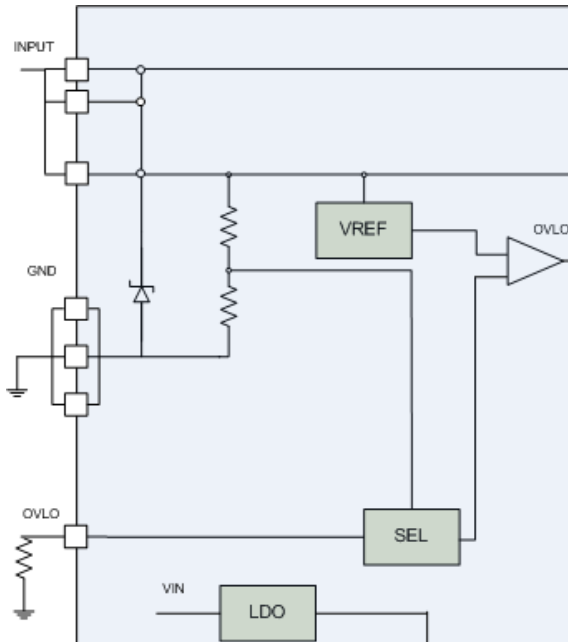 INPUT
VREF
OVLO
GND
OVLO
SEL
VIN
LDO